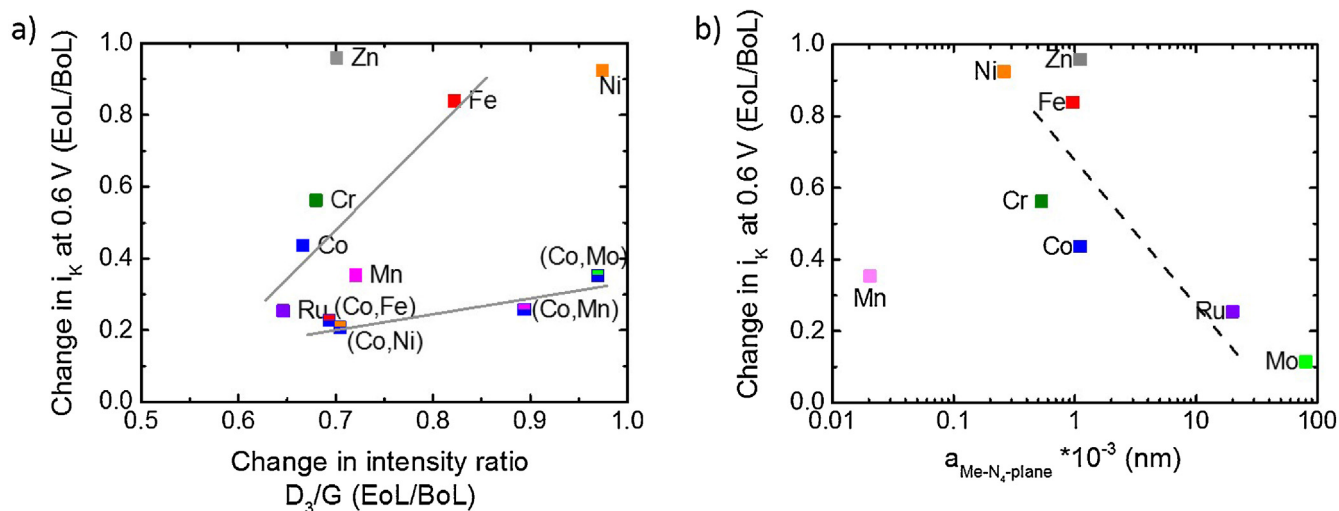 a)
Change in iK at 0.6 V (EoL/BoL)
1.0
0.8
0.6
0.4
0.2
0.0
Zn
Ni
Fe
Cr
Co
Mn
(Co,Mo)
Ru
(Co,Fe)
(Co,Mn)
(Co,Ni)
0.5 0.6 0.7 0.8 0.9 1.0
Change in intensity ratio
D3/G (EoL/BoL)
b)
Change in iK at 0.6 V (EoL/BoL)
1.0
0.8
0.6
0.4
0.2
0.0
Ni
Zn
Fe
Cr
Co
Mn
Ru
Mo
0.01 0.1 1 10 100
aMe-N4-plane *10-3 (nm)